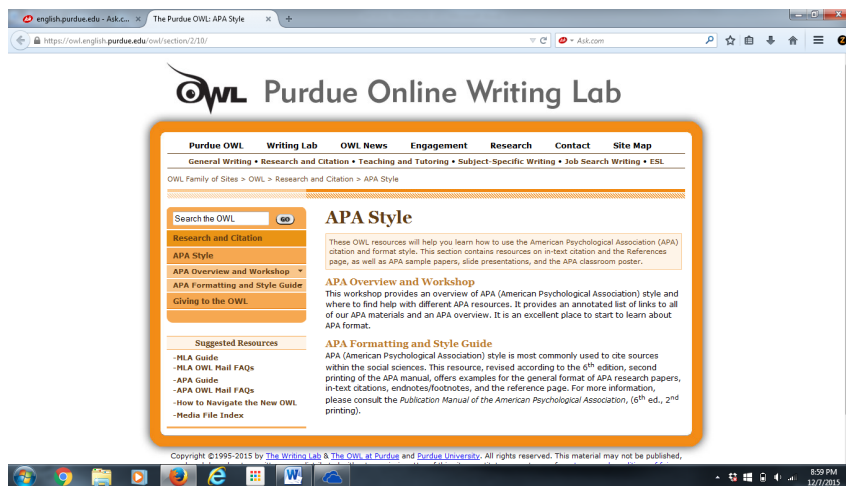 english.purdue.edu - Ask.c...
The Purdue OWL: APA Style
https://owl.english.purdue.edu/owl/section/2/10/
Ask.com
OWL Purdue Online Writing Lab
Purdue OWL Writing Lab OWL News Engagement Research Contact Site Map
General Writing • Research and Citation • Teaching and Tutoring • Subject-Specific Writing • Job Search Writing • ESL
OWL Family of Sites > OWL > Research and Citation > APA Style
Search the OWL GO
Research and Citation
APA Style
APA Overview and Workshop
APA Formatting and Style Guide
Giving to the OWL
Suggested Resources
-MLA Guide
-MLA OWL Mail FAQs
-APA Guide
-APA OWL Mail FAQs
-How to Navigate the New OWL
-Media File Index
APA Style
These OWL resources will help you learn how to use the American Psychological Association (APA)
citation and format style. This section contains resources on in-text citation and the References
page, as well as APA sample papers, slide presentations, and the APA classroom poster.
APA Overview and Workshop
This workshop provides an overview of APA (American Psychological Association) style and
where to find help with different APA resources. It provides an annotated list of links to all
of our APA materials and an APA overview. It is an excellent place to start to learn about
APA format.
APA Formatting and Style Guide
APA (American Psychological Association) style is most commonly used to cite sources
within the social sciences. This resource, revised according to the 6th edition, second
printing of the APA manual, offers examples for the general format of APA research papers,
in-text citations, endnotes/footnotes, and the reference page. For more information,
please consult the Publication Manual of the American Psychological Association, (6th ed., 2nd
printing).
Copyright ©1995-2015 by The Writing Lab & The OWL at Purdue and Purdue University. All rights reserved. This material may not be published,
8:59 PM
12/7/2015